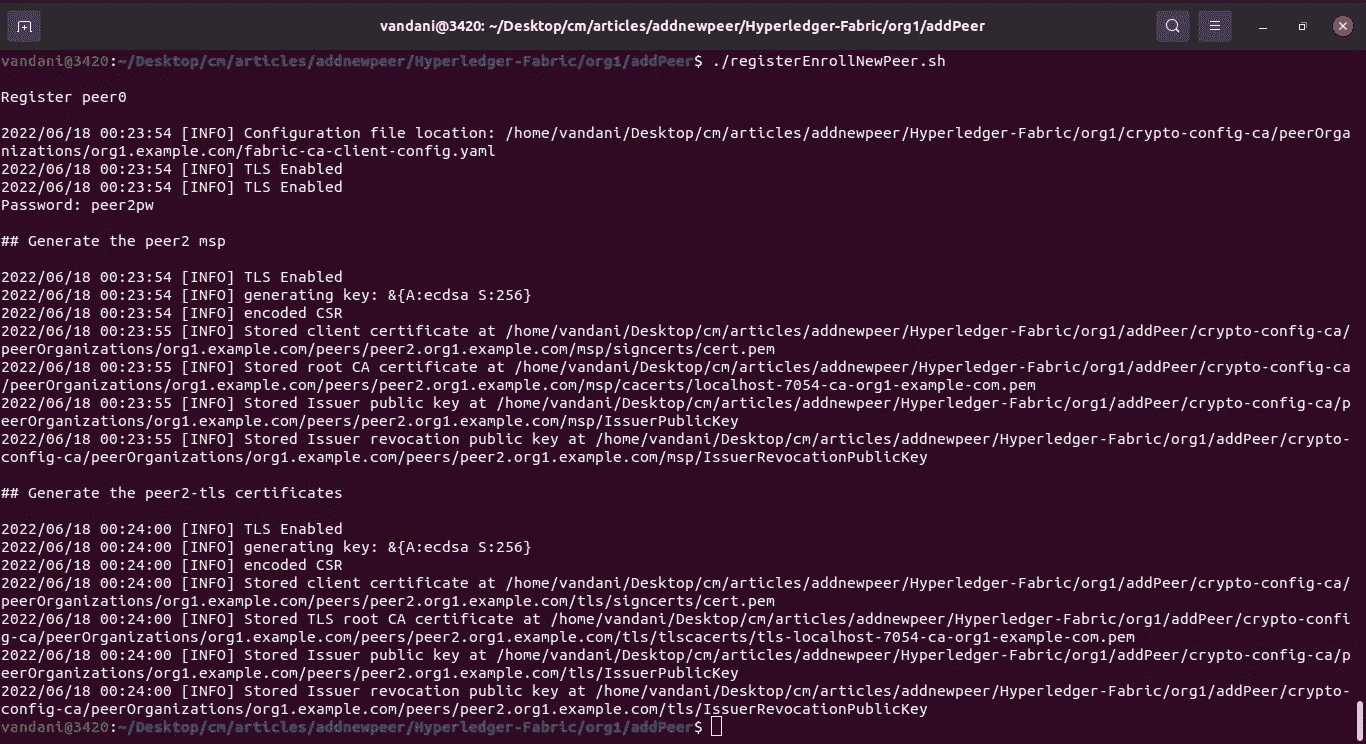 vandani@3420: ~/Desktop/cm/articles/addnewpeer/Hyperledger-Fabric/org1/addPeer
vandani@3420:~/Desktop/cm/articles/addnewpeer/Hyperledger-Fabric/org1/addPeer$ ./registerEnrollNewPeer.sh
Register peer0
2022/06/18 00:23:54 [INFO] Configuration file location: /home/vandani/Desktop/cm/articles/addnewpeer/Hyperledger-Fabric/org1/crypto-config-ca/peerOrga
nizations/org1.example.com/fabric-ca-client-config.yaml
2022/06/18 00:23:54 [INFO] TLS Enabled
2022/06/18 00:23:54 [INFO] TLS Enabled
Password: peer2pw
## Generate the peer2 msp
2022/06/18 00:23:54 [INFO] TLS Enabled
2022/06/18 00:23:54 [INFO] generating key: &{A:ecdsa S:256}
2022/06/18 00:23:54 [INFO] encoded CSR
2022/06/18 00:23:55 [INFO] Stored client certificate at /home/vandani/Desktop/cm/articles/addnewpeer/Hyperledger-Fabric/org1/addPeer/crypto-config-ca/
peerOrganizations/org1.example.com/peers/peer2.org1.example.com/msp/signcerts/cert.pem
2022/06/18 00:23:55 [INFO] Stored root CA certificate at /home/vandani/Desktop/cm/articles/addnewpeer/Hyperledger-Fabric/org1/addPeer/crypto-config-ca
/peerOrganizations/org1.example.com/peers/peer2.org1.example.com/msp/cacerts/localhost-7054-ca-org1-example-com.pem
2022/06/18 00:23:55 [INFO] Stored Issuer public key at /home/vandani/Desktop/cm/articles/addnewpeer/Hyperledger-Fabric/org1/addPeer/crypto-config-ca/p
eerOrganizations/org1.example.com/peers/peer2.org1.example.com/msp/IssuerPublicKey
2022/06/18 00:23:55 [INFO] Stored Issuer revocation public key at /home/vandani/Desktop/cm/articles/addnewpeer/Hyperledger-Fabric/org1/addPeer/crypto-
config-ca/peerOrganizations/org1.example.com/peers/peer2.org1.example.com/msp/IssuerRevocationPublicKey
## Generate the peer2-tls certificates
2022/06/18 00:24:00 [INFO] TLS Enabled
2022/06/18 00:24:00 [INFO] generating key: &{A:ecdsa S:256}
2022/06/18 00:24:00 [INFO] encoded CSR
2022/06/18 00:24:00 [INFO] Stored client certificate at /home/vandani/Desktop/cm/articles/addnewpeer/Hyperledger-Fabric/org1/addPeer/crypto-config-ca/
peerOrganizations/org1.example.com/peers/peer2.org1.example.com/tls/signcerts/cert.pem
2022/06/18 00:24:00 [INFO] Stored TLS root CA certificate at /home/vandani/Desktop/cm/articles/addnewpeer/Hyperledger-Fabric/org1/addPeer/crypto-confi
g-ca/peerOrganizations/org1.example.com/peers/peer2.org1.example.com/tls/tlscacerts/tls-localhost-7054-ca-org1-example-com.pem
2022/06/18 00:24:00 [INFO] Stored Issuer public key at /home/vandani/Desktop/cm/articles/addnewpeer/Hyperledger-Fabric/org1/addPeer/crypto-config-ca/p
eerOrganizations/org1.example.com/peers/peer2.org1.example.com/tls/IssuerPublicKey
2022/06/18 00:24:00 [INFO] Stored Issuer revocation public key at /home/vandani/Desktop/cm/articles/addnewpeer/Hyperledger-Fabric/org1/addPeer/crypto-
config-ca/peerOrganizations/org1.example.com/peers/peer2.org1.example.com/tls/IssuerRevocationPublicKey
vandani@3420:~/Desktop/cm/articles/addnewpeer/Hyperledger-Fabric/org1/addPeer$